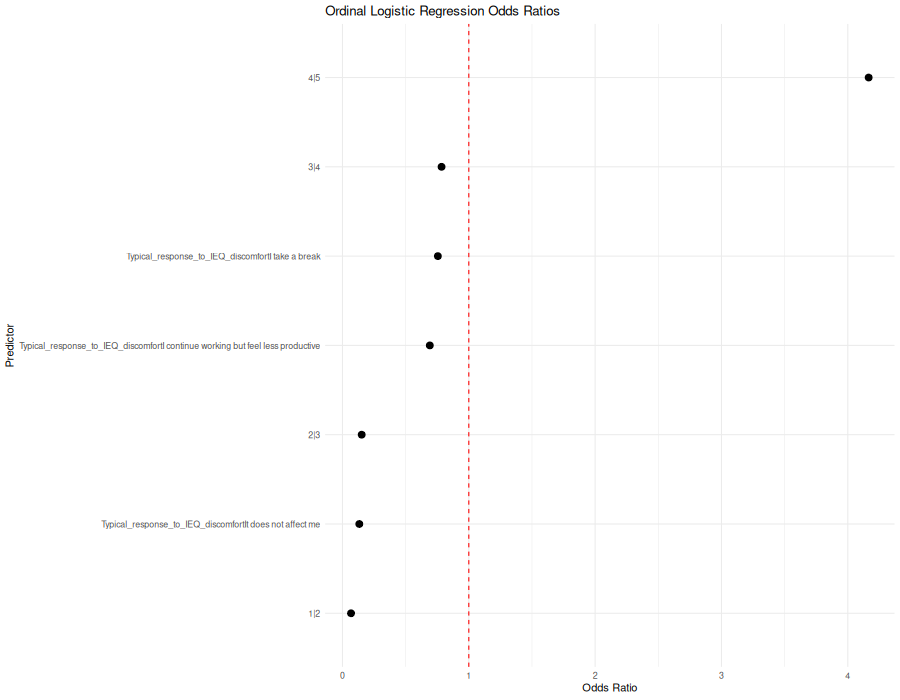 Ordinal Logistic Regression Odds Ratios
4|5
3|4
Typical_response_to_IEQ_discomfortI take a break
Typical_response_to_IEQ_discomfortI continue working but feel less productive
2|3
Typical_response_to_IEQ_discomfortIt does not affect me
1|2
Predictor
0 1 2 3 4
Odds Ratio